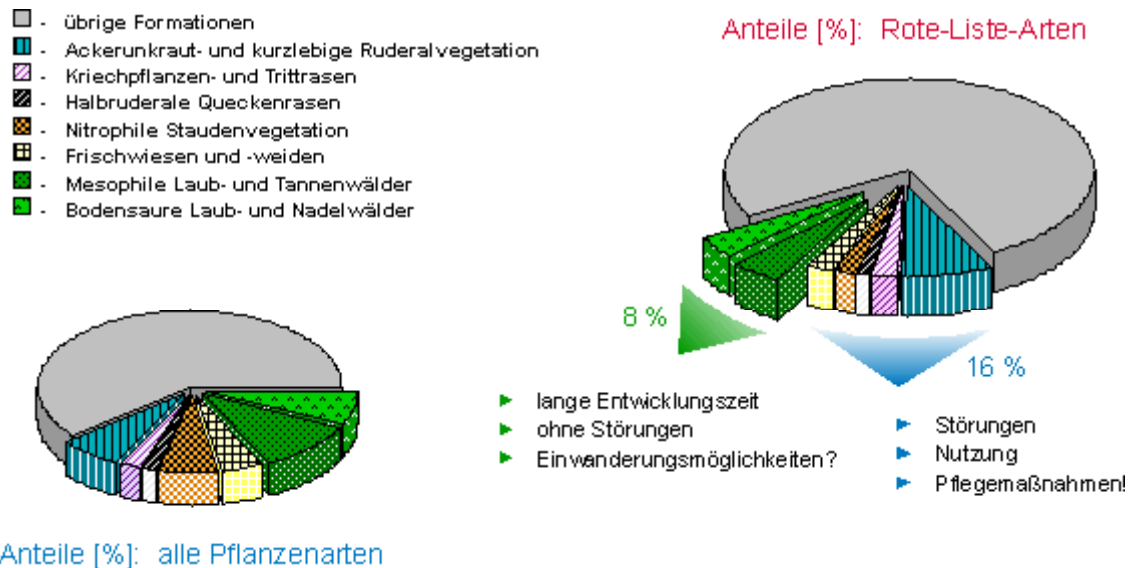 - übrige Formationen
- Ackerunkraut- und kurzlebige Ruderalvegetation
- Kriechpflanzen- und Trittrasen
- Halbruderale Queckenrasen
- Nitrophile Staudenvegetation
- Frischwiesen und -weiden
- Mesophile Laub- und Tannenwälder
- Bodensaure Laub- und Nadelwälder
Anteile [%]: Rote-Liste-Arten
8 %
16 %
► lange Entwicklungszeit
► ohne Störungen
► Einwanderungsmöglichkeiten?
► Störungen
► Nutzung
► Pflegemaßnahmen!
Anteile [%]: alle Pflanzenarten